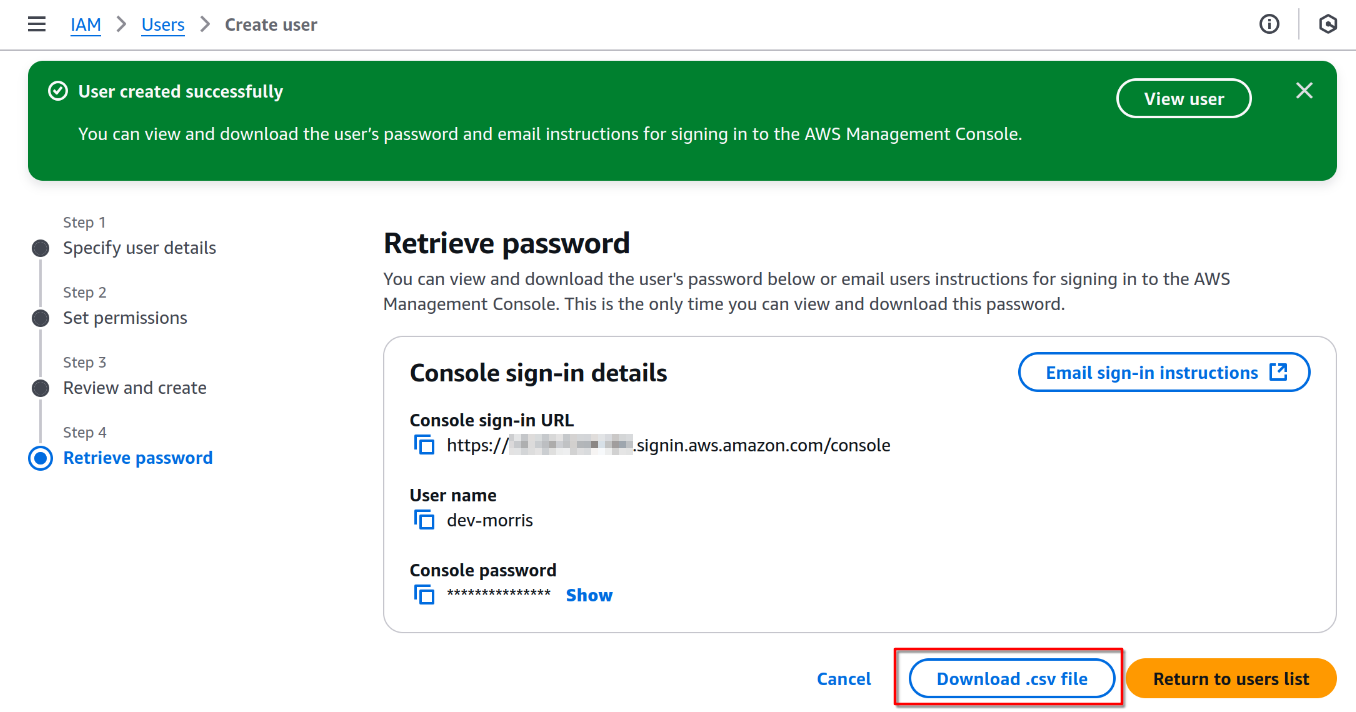 IAM > Users > Create user
User created successfully
View user
You can view and download the user's password and email instructions for signing in to the AWS Management Console.
Step 1
Specify user details
Step 2
Set permissions
Step 3
Review and create
Step 4
Retrieve password
Retrieve password
You can view and download the user's password below or email users instructions for signing in to the AWS
Management Console. This is the only time you can view and download this password.
Console sign-in details
Email sign-in instructions
Console sign-in URL
https:// .signin.aws.amazon.com/console
User name
dev-morris
Console password
*************** Show
Cancel
Download .csv file
Return to users list